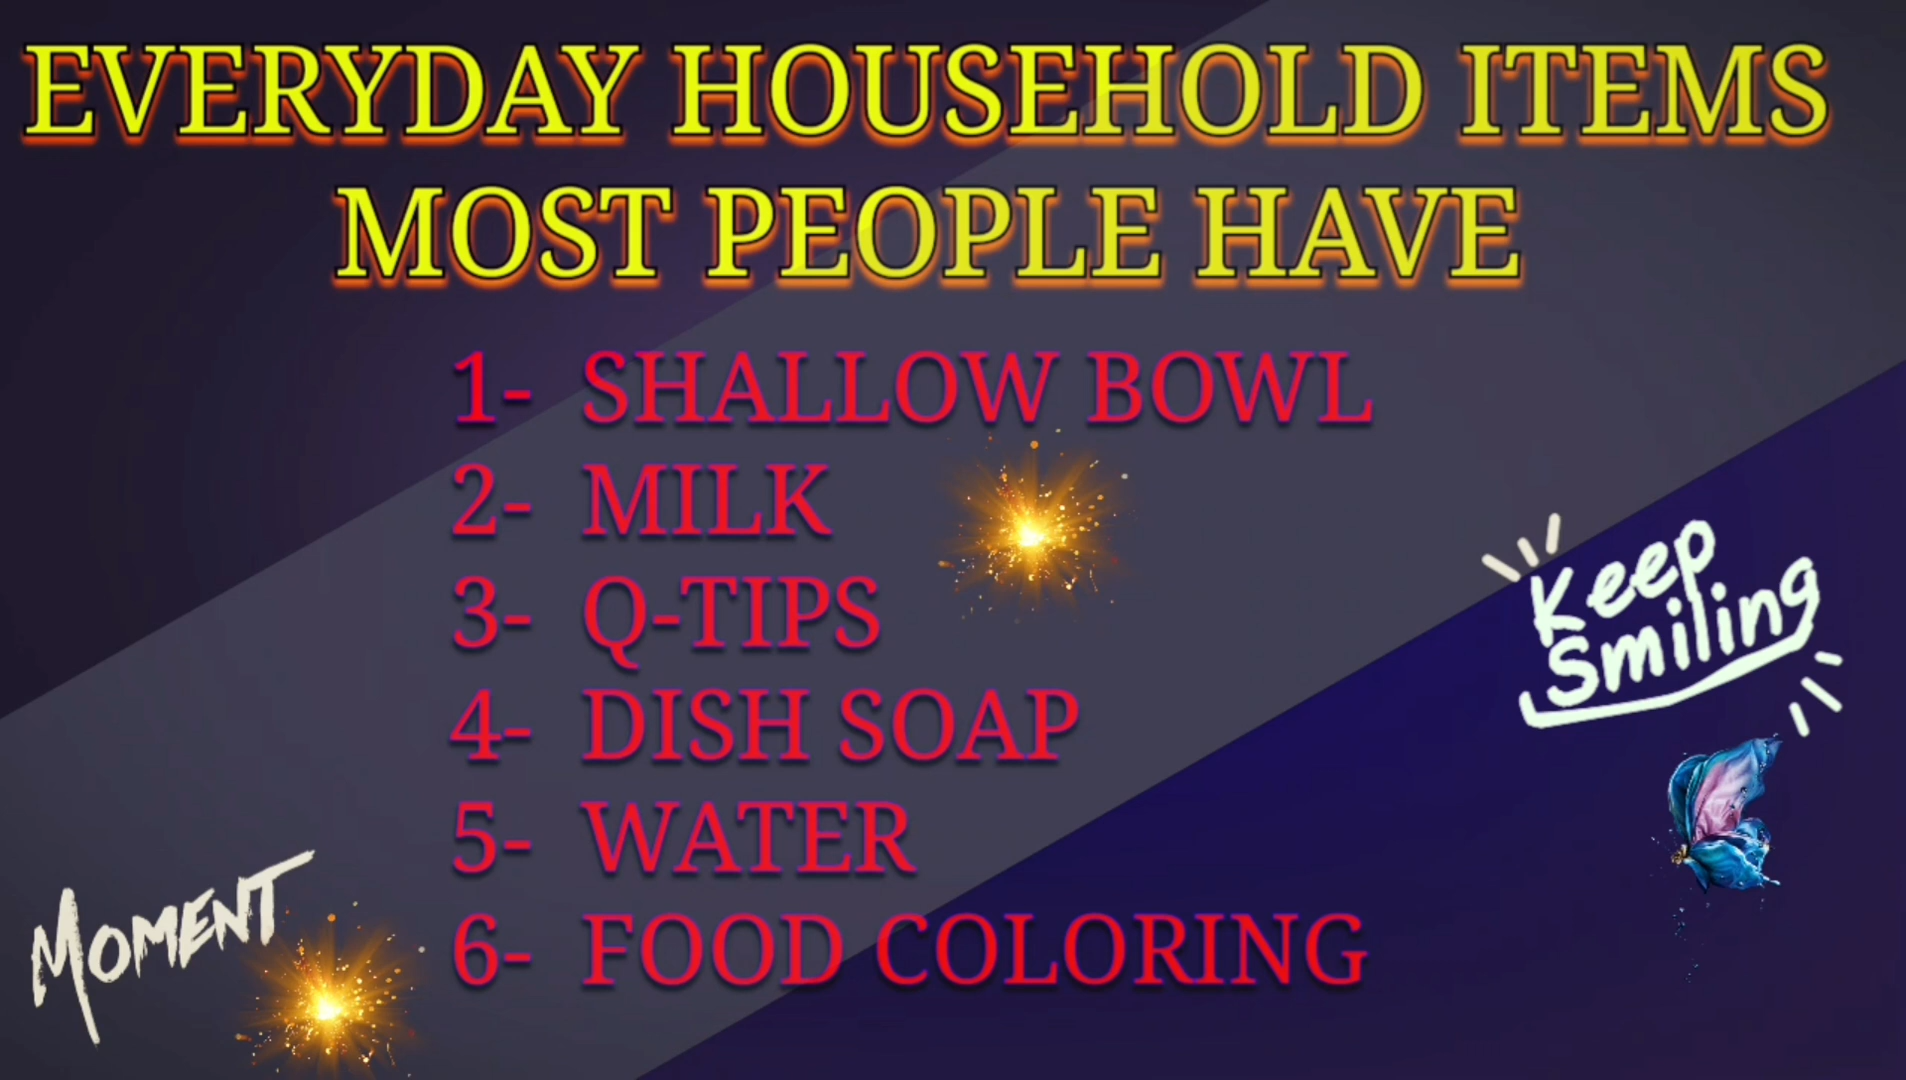 EVERYDAY HOUSEHOLD ITEMS
MOST PEOPLE HAVE
1- SHALLOW BOWL
2- MILK
3- Q-TIPS
4- DISH SOAP
5- WATER
6- FOOD COLORING
Keep
Smiling
MOMENT